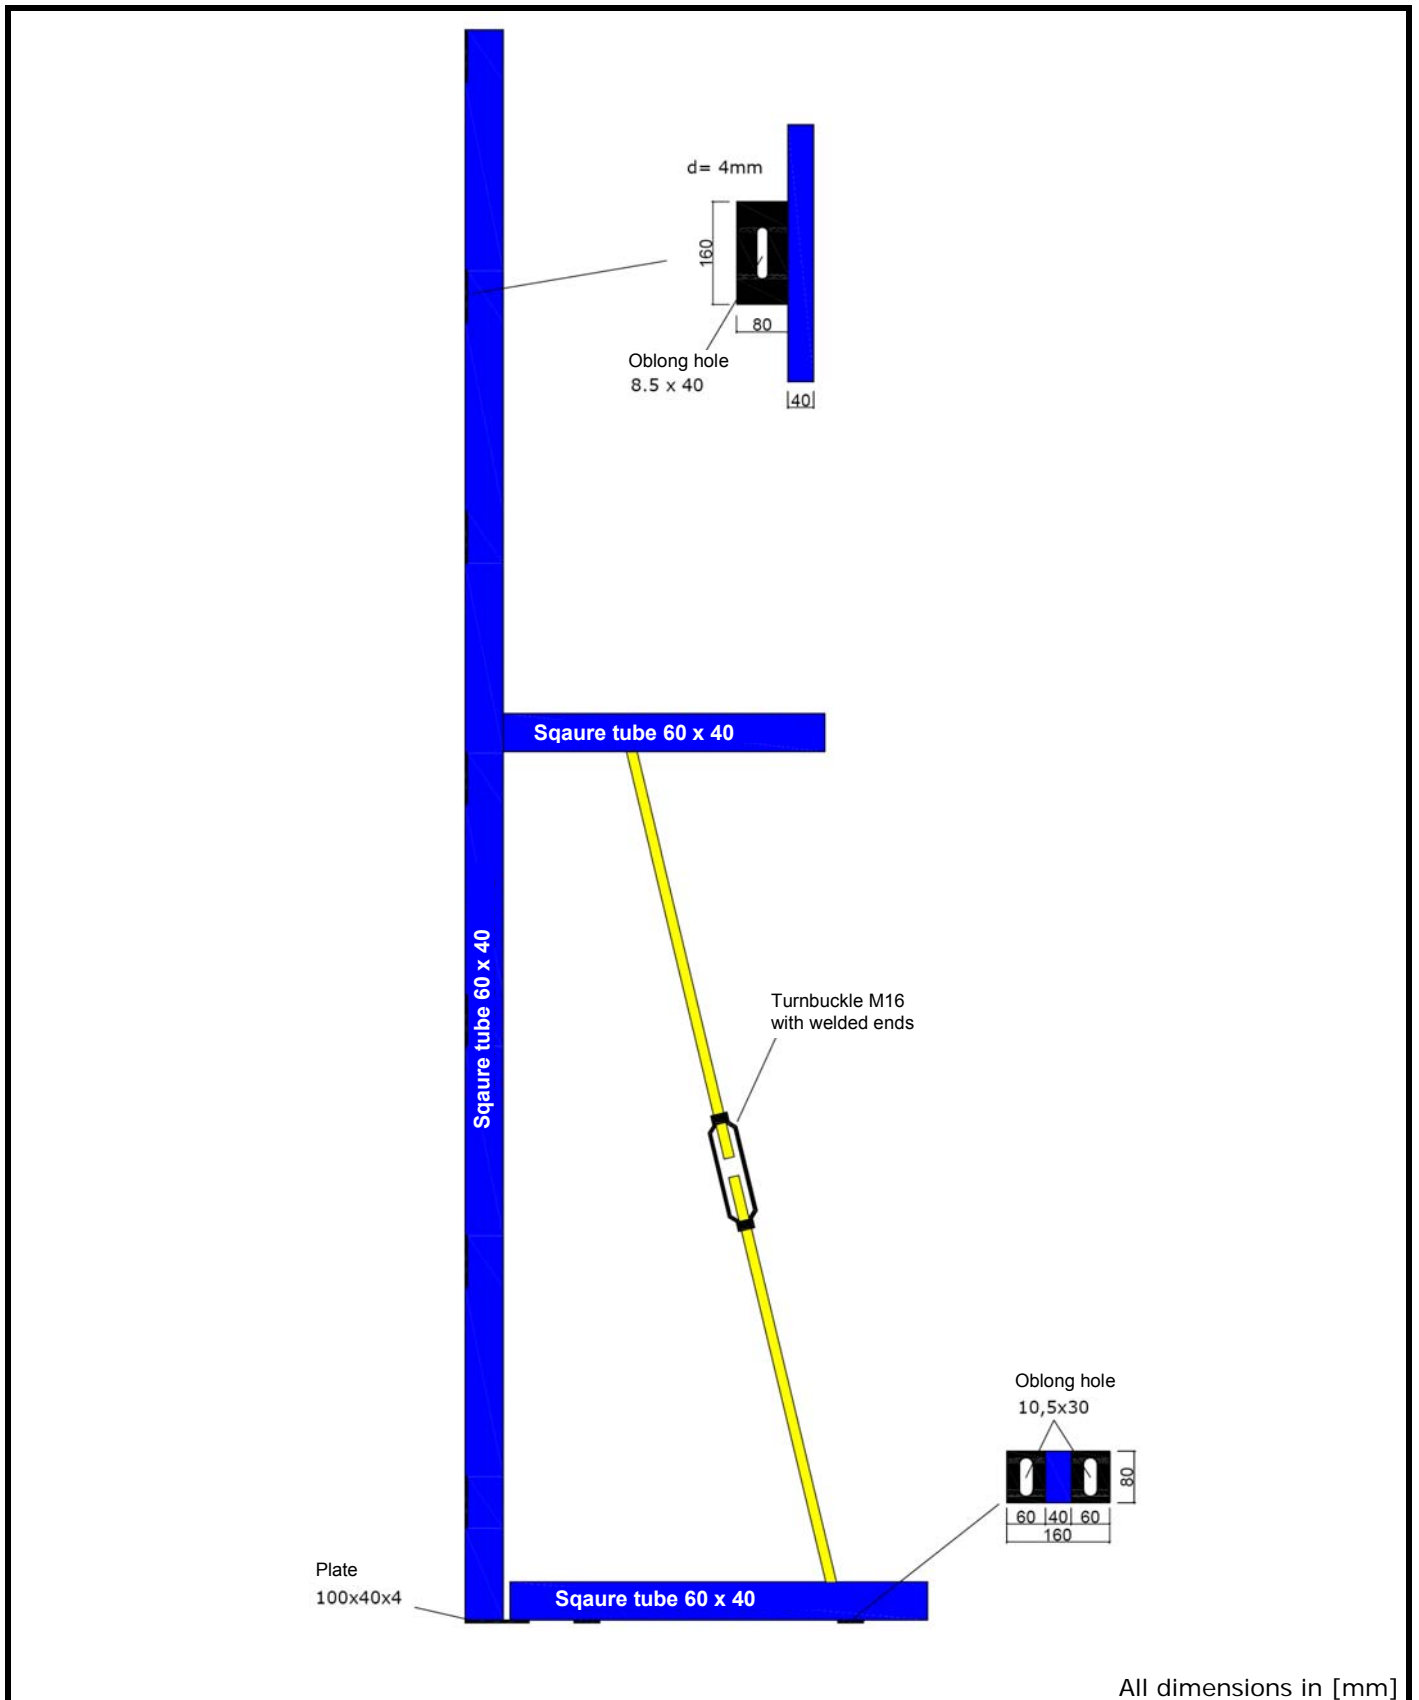 d= 4mm
160
80
Oblong hole
8.5 x 40
40
Sqaure tube 60 x 40
Sqaure tube 60 x 40
Turnbuckle M16
with welded ends
Oblong hole
10,5x30
80
60 40 60
160
Plate
100x40x4
Sqaure tube 60 x 40
All dimensions in [mm]